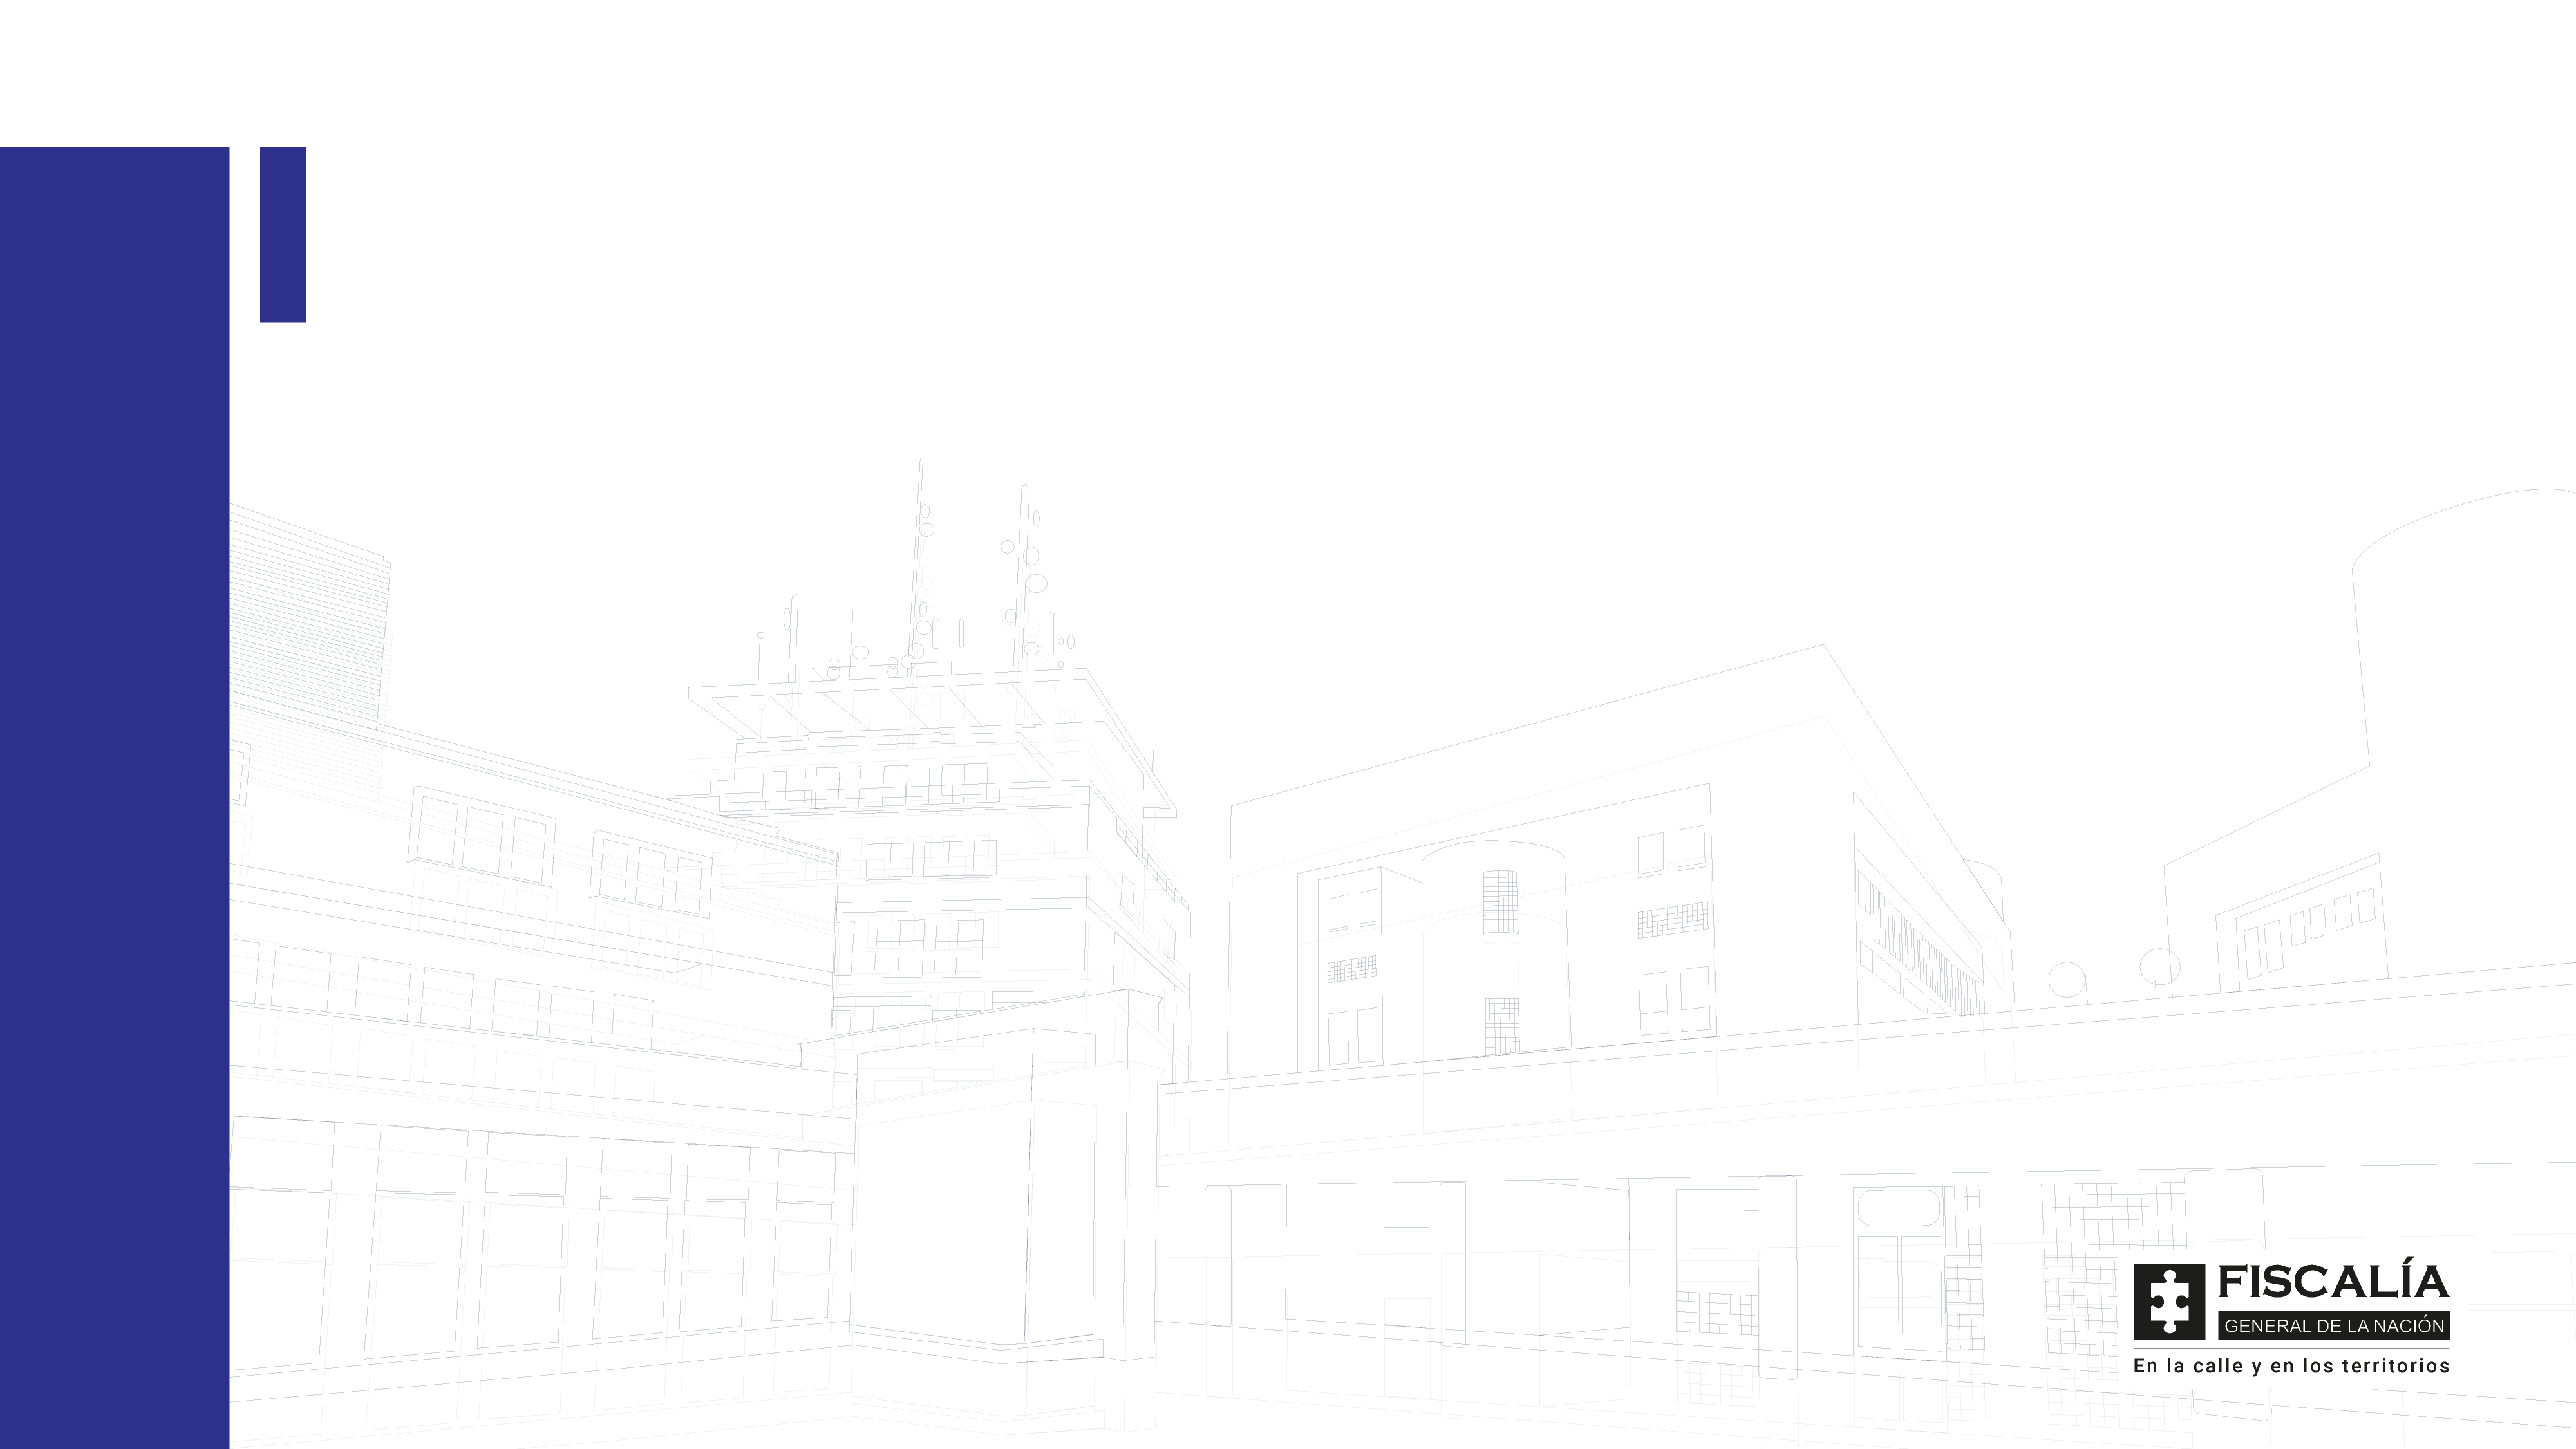 FISCALÍA
GENERAL DE LA NACIÓN
En la calle y en los territorios